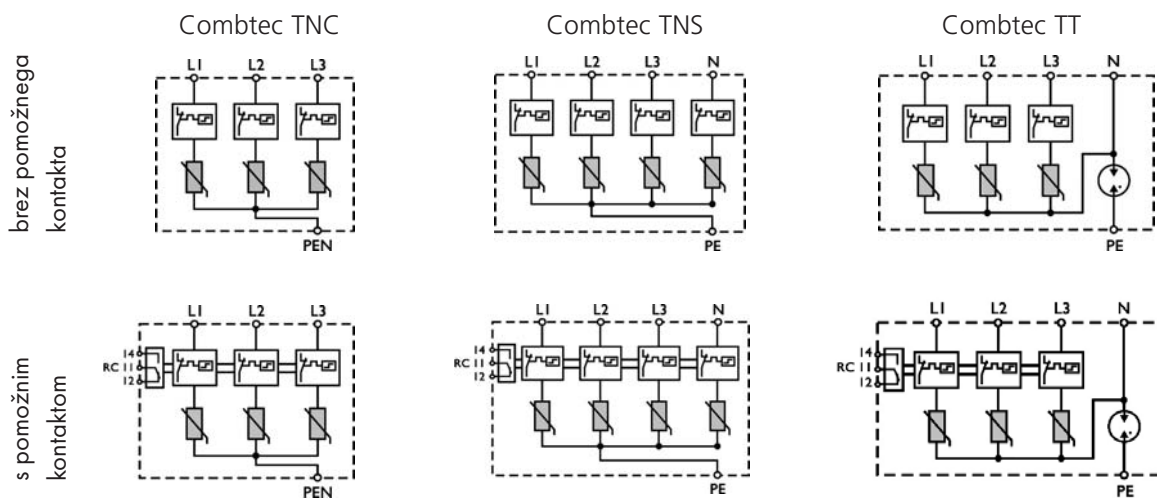 Combtec TNC
Combtec TNS
Combtec TT
brez pomožnega
kontakta
L1 L2 L3
PEN
L1 L2 L3 N
PE
L1 L2 L3 N
PE
s pomožnim
kontaktom
L1 L2 L3
14
RC 11
12
PEN
L1 L2 L3 N
14
RC 11
12
PE
L1 L2 L3 N
14
RC 11
12
PE